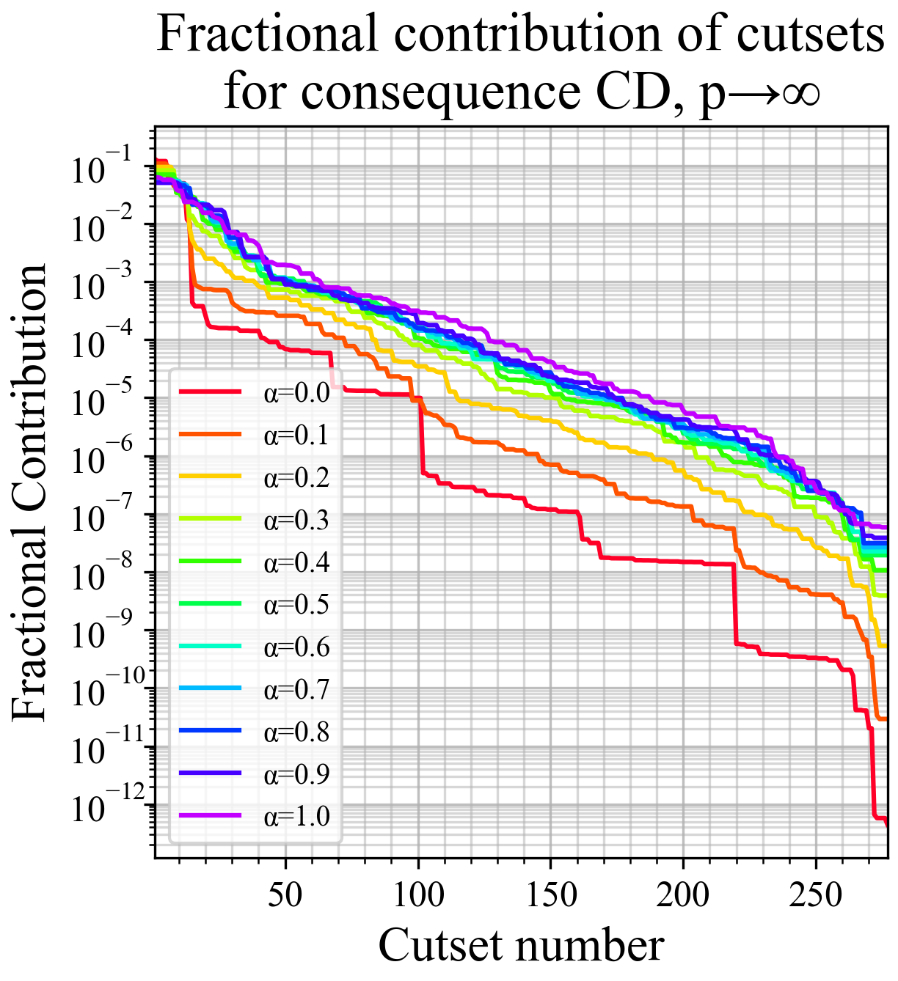 Fractional contribution of cutsets
for consequence CD, p→∞
Fractional Contribution
10⁻¹
10⁻²
10⁻³
10⁻⁴
10⁻⁵
10⁻⁶
10⁻⁷
10⁻⁸
10⁻⁹
10⁻¹⁰
10⁻¹¹
10⁻¹²
α=0.0
α=0.1
α=0.2
α=0.3
α=0.4
α=0.5
α=0.6
α=0.7
α=0.8
α=0.9
α=1.0
50 100 150 200 250
Cutset number